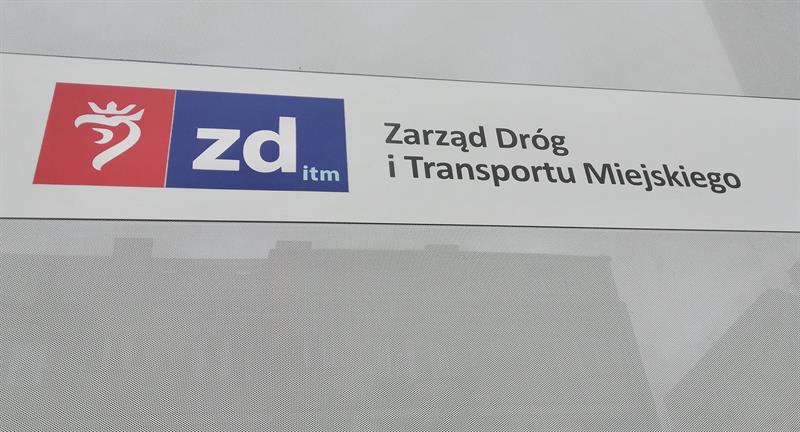 zd itm
Zarząd Dróg
i Transportu Miejskiego